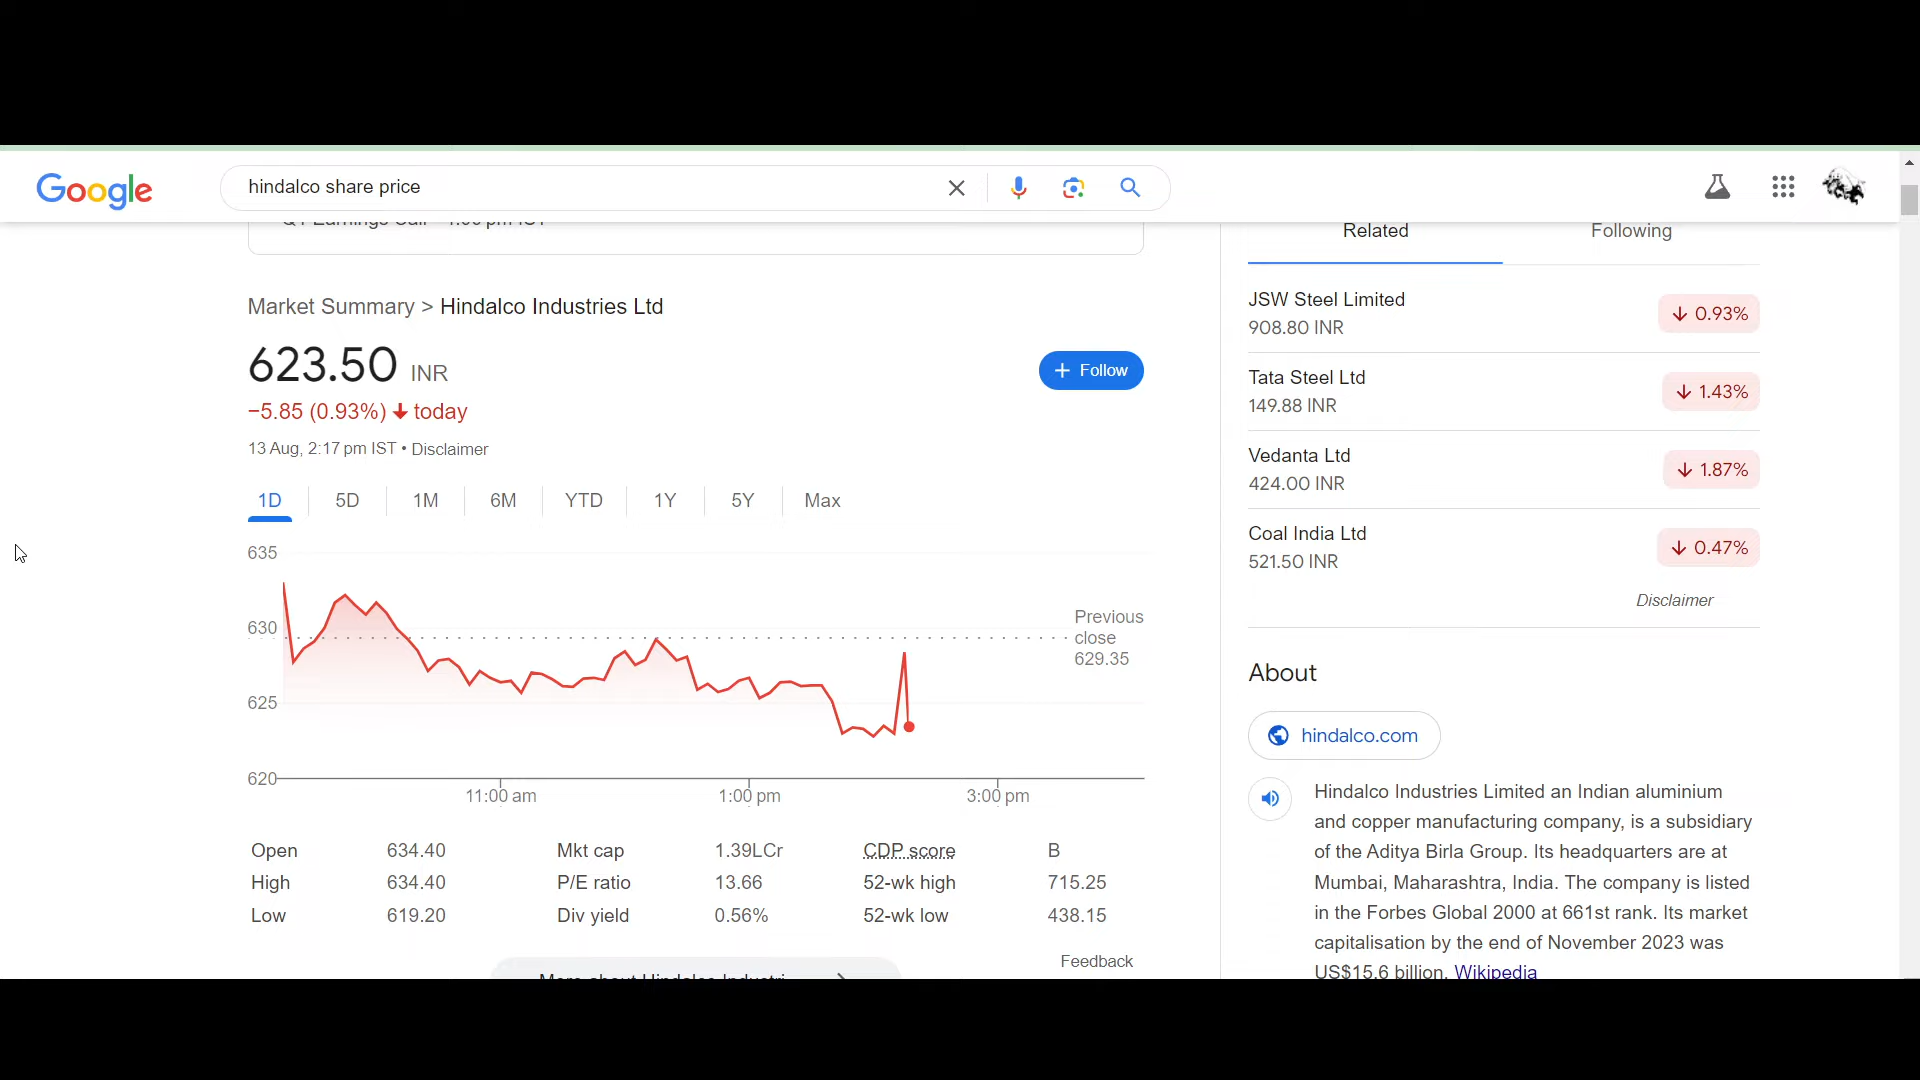 Google
hindalco share price
Related
Following
Market Summary > Hindalco Industries Ltd
623.50 INR
+ Follow
−5.85 (0.93%) ↓ today
13 Aug, 2:17 pm IST • Disclaimer
1D 5D 1M 6M YTD 1Y 5Y Max
635
630
625
620
Previous
close
629.35
11:00 am 1:00 pm 3:00 pm
Open 634.40 Mkt cap 1.39LCr CDP score B
High 634.40 P/E ratio 13.66 52-wk high 715.25
Low 619.20 Div yield 0.56% 52-wk low 438.15
Feedback
More about Hindalco Industri...
JSW Steel Limited
908.80 INR
↓ 0.93%
Tata Steel Ltd
149.88 INR
↓ 1.43%
Vedanta Ltd
424.00 INR
↓ 1.87%
Coal India Ltd
521.50 INR
↓ 0.47%
Disclaimer
About
hindalco.com
Hindalco Industries Limited an Indian aluminium
and copper manufacturing company, is a subsidiary
of the Aditya Birla Group. Its headquarters are at
Mumbai, Maharashtra, India. The company is listed
in the Forbes Global 2000 at 661st rank. Its market
capitalisation by the end of November 2023 was
US$15.6 billion. Wikipedia